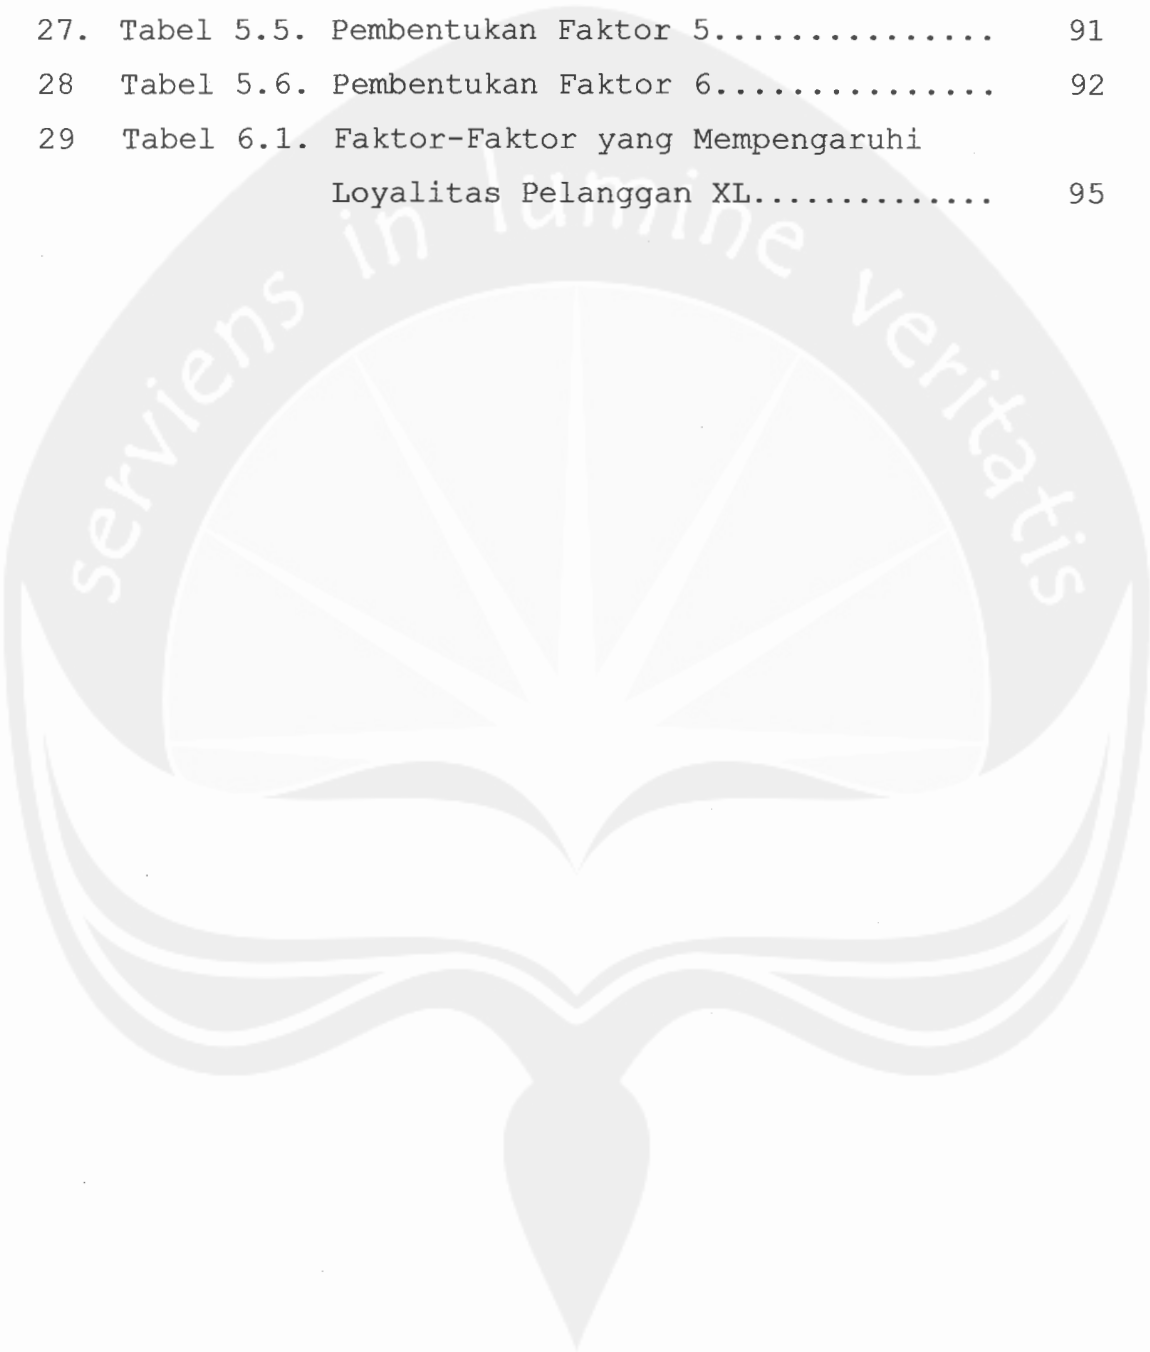 27. Tabel 5.5. Pembentukan Faktor 5............... 91
28 Tabel 5.6. Pembentukan Faktor 6............... 92
29 Tabel 6.1. Faktor-Faktor yang Mempengaruhi
Loyalitas Pelanggan XL............. 95
serviens in lumine veritatis